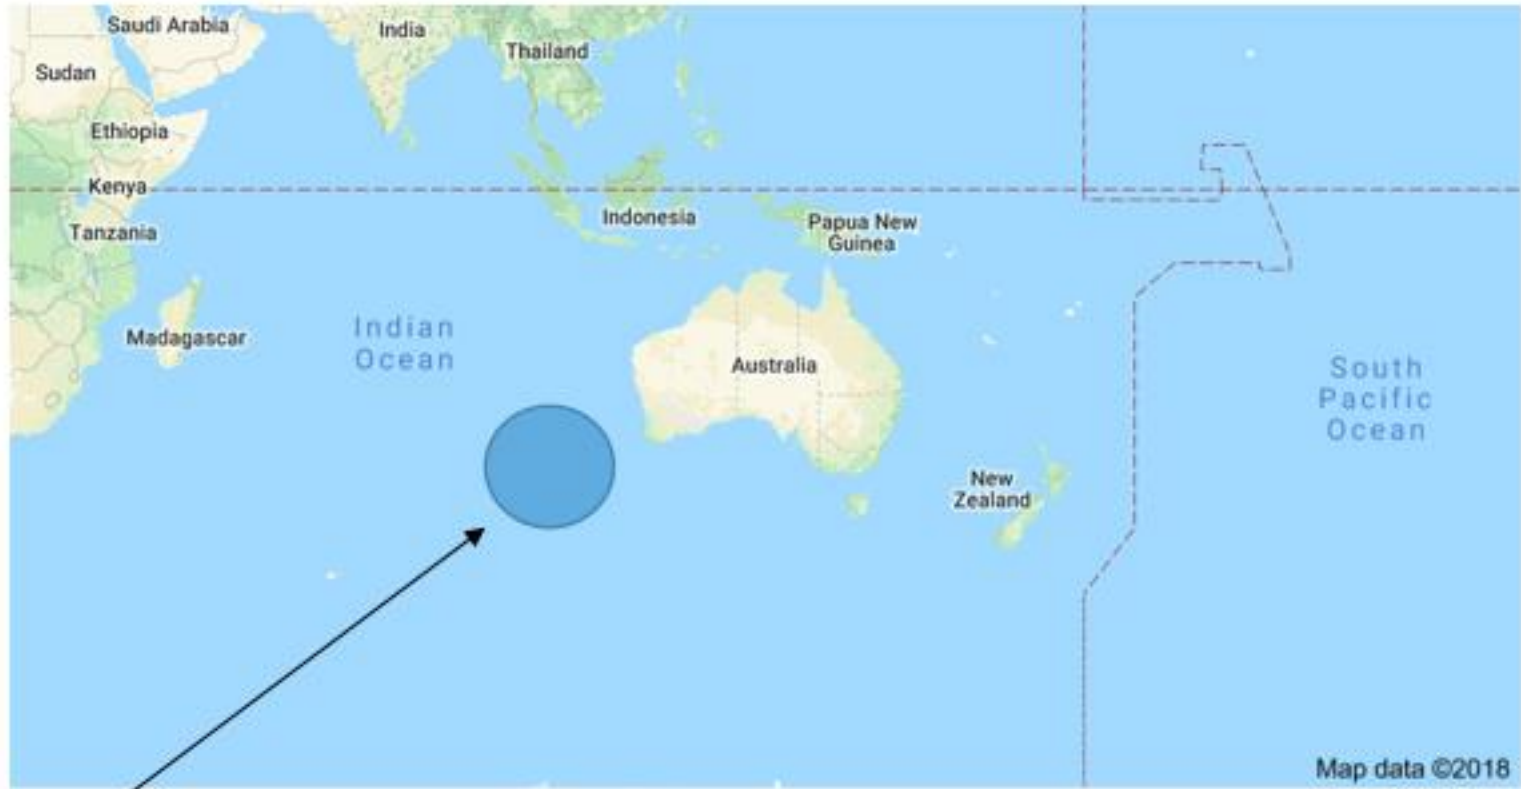 Saudi Arabia
India
Thailand
Sudan
Ethiopia
Kenya
Indonesia
Papua New
Guinea
Tanzania
Madagascar
Indian
Ocean
Australia
South
Pacific
Ocean
New
Zealand
Map data ©2018